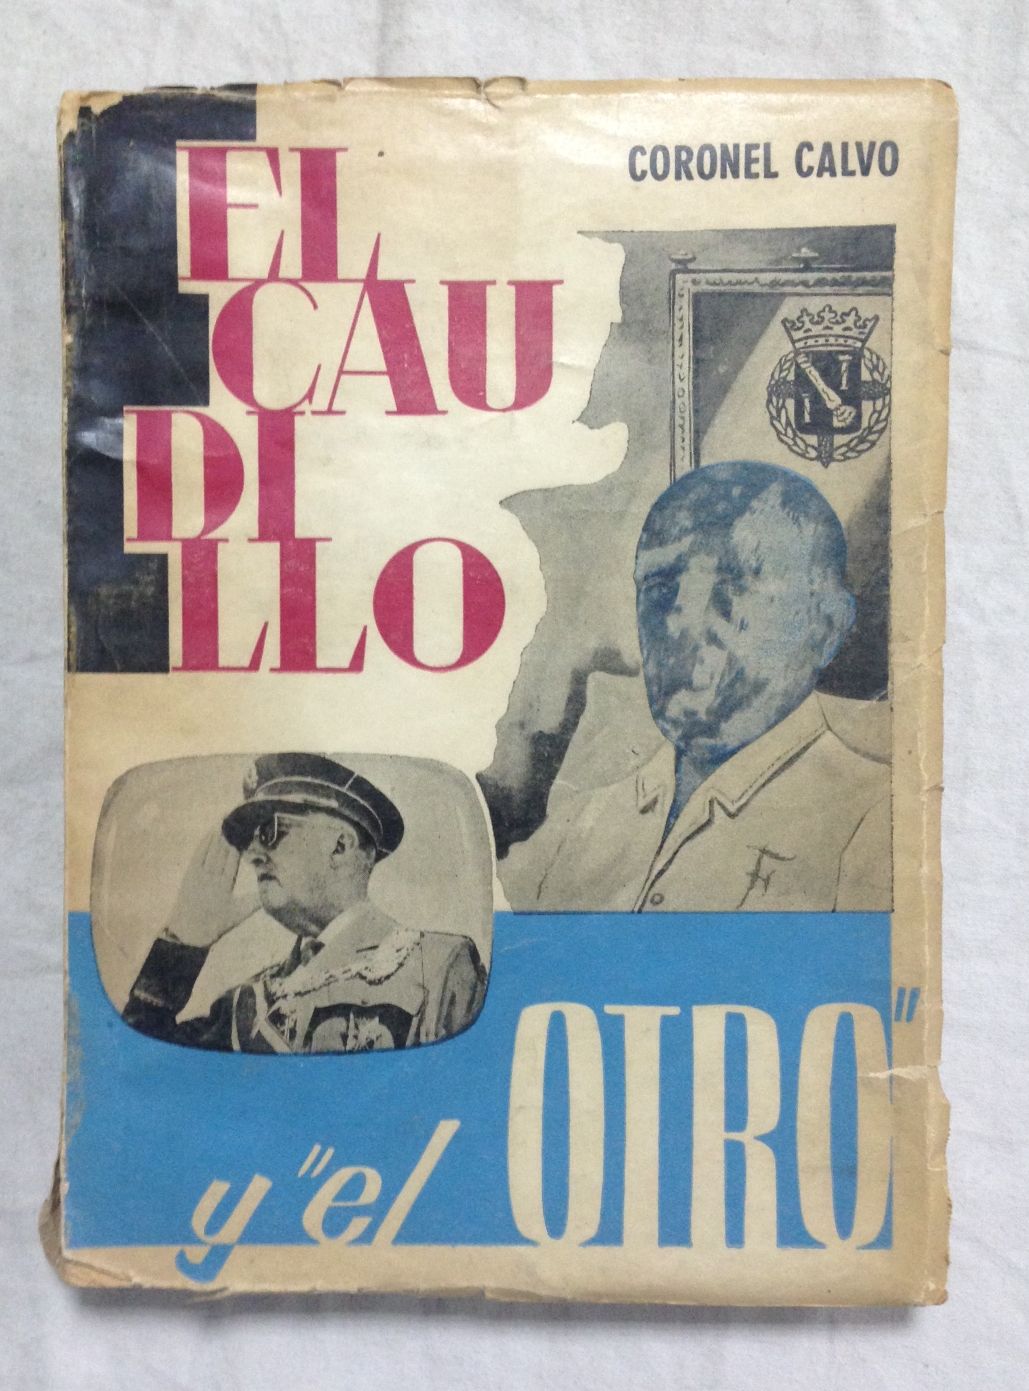 CORONEL CALVO
EL
CAU
DI
LLO
y "el OTRO"